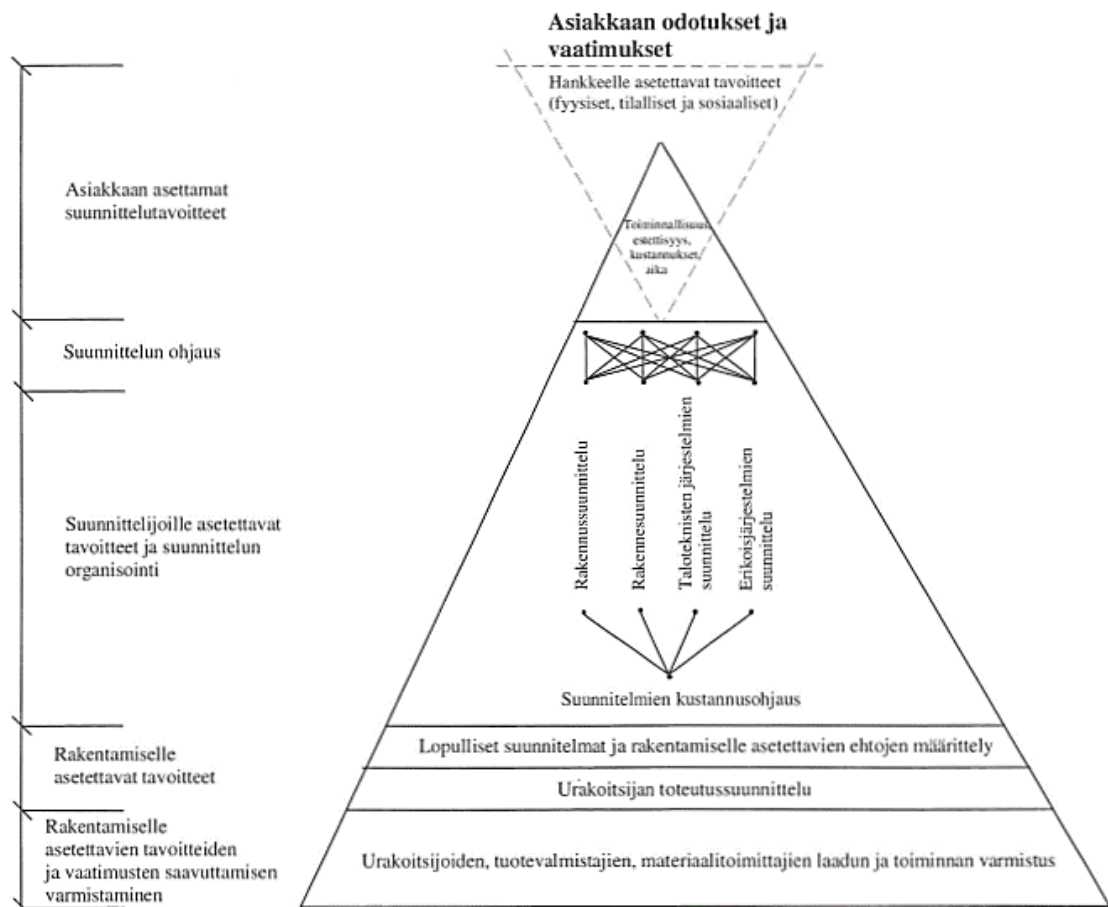 Asiakkaan odotukset ja
vaatimukset
Hankkeelle asetettavat tavoitteet
(fyysiset, tilalliset ja sosiaaliset)
Asiakkaan asettamat
suunnittelutavoitteet
Toiminnallisuus,
estettisyys,
kustannukset,
aika
Suunnittelun ohjaus
Suunnittelijoille asetettavat
tavoitteet ja suunnittelun
organisointi
Rakennussuunnittelu
Rakennesuunnittelu
Taloteknisten järjestelmien
suunnittelu
Erikoisjärjestelmien
suunnittelu
Suunnitelmien kustannusohjaus
Rakentamiselle
asetettavat tavoitteet
Lopulliset suunnitelmat ja rakentamiselle asetettavien ehtojen määrittely
Urakoitsijan toteutussuunnittelu
Rakentamiselle
asetettavien tavoitteiden
ja vaatimusten saavuttamisen
varmistaminen
Urakoitsijoiden, tuotevalmistajien, materiaalitoimittajien laadun ja toiminnan varmistus